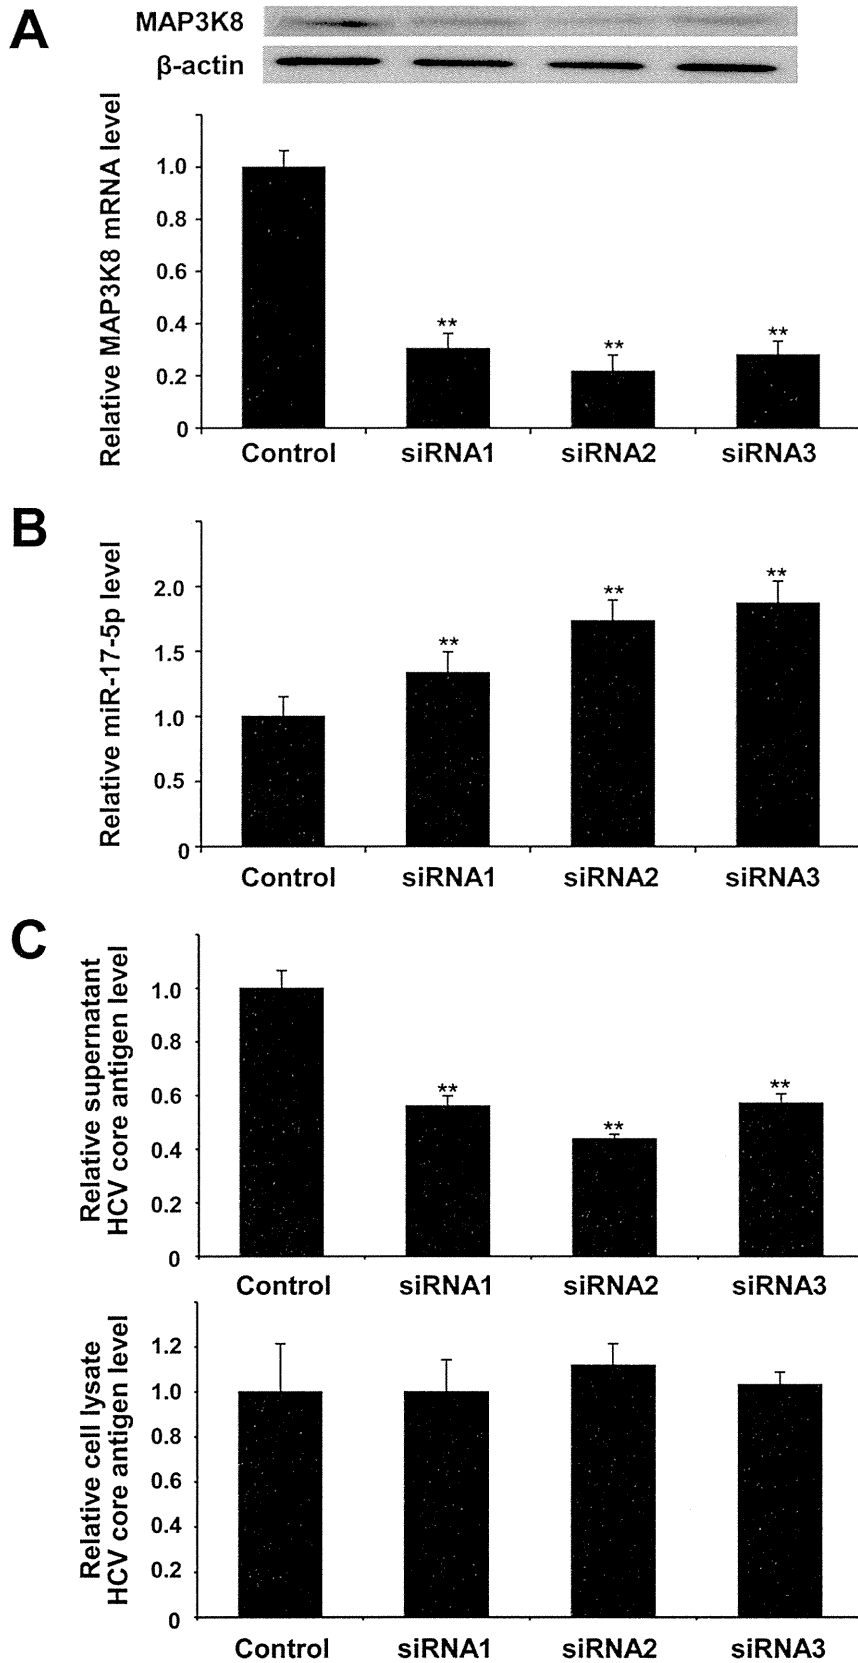 A
MAP3K8
β-actin
Relative MAP3K8 mRNA level
1.0
0.8
0.6
0.4
0.2
0
**
**
**
Control siRNA1 siRNA2 siRNA3
B
Relative miR-17-5p level
2.0
1.5
1.0
0.5
0
**
**
**
Control siRNA1 siRNA2 siRNA3
C
Relative supernatant
HCV core antigen level
1.0
0.8
0.6
0.4
0.2
0
**
**
**
Control siRNA1 siRNA2 siRNA3
Relative cell lysate
HCV core antigen level
1.2
1.0
0.8
0.6
0.4
0.2
0
Control siRNA1 siRNA2 siRNA3